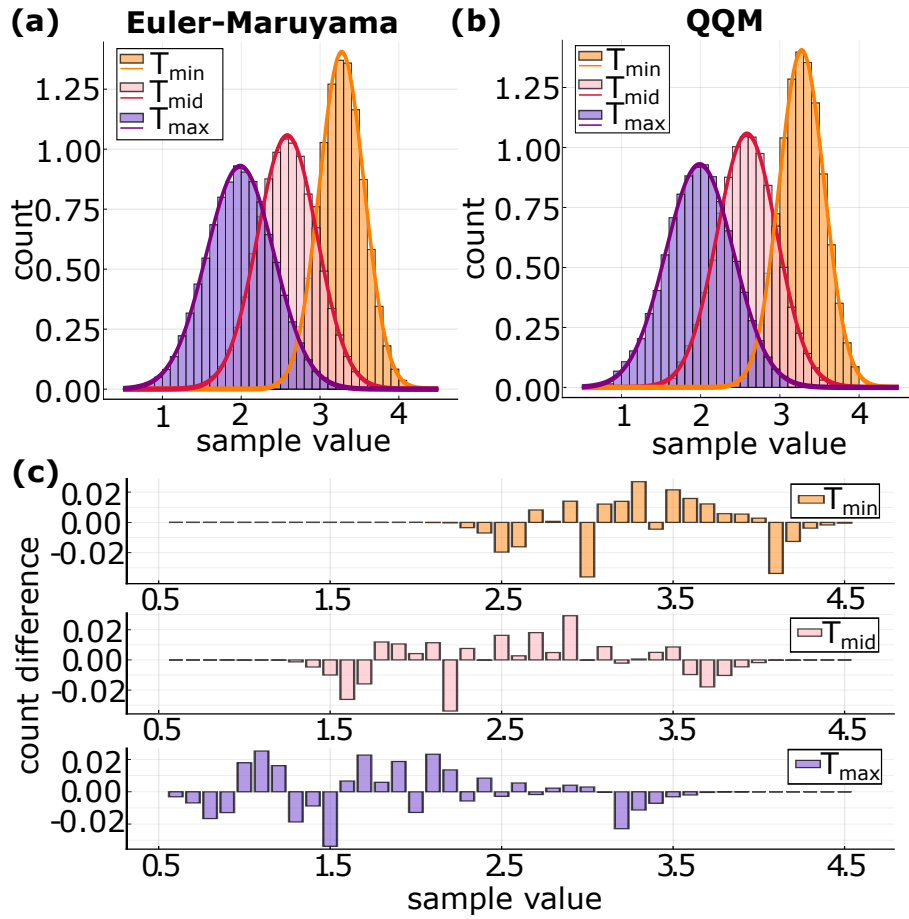 (a) Euler-Maruyama
T_min
T_mid
T_max
count
1.25
1.00
0.75
0.50
0.25
0.00
1 2 3 4
sample value
(b) QQM
T_min
T_mid
T_max
count
1.25
1.00
0.75
0.50
0.25
0.00
1 2 3 4
sample value
(c)
count difference
0.02
0.00
-0.02
T_min
0.5 1.5 2.5 3.5 4.5
0.02
0.00
-0.02
T_mid
0.5 1.5 2.5 3.5 4.5
0.02
0.00
-0.02
T_max
0.5 1.5 2.5 3.5 4.5
sample value